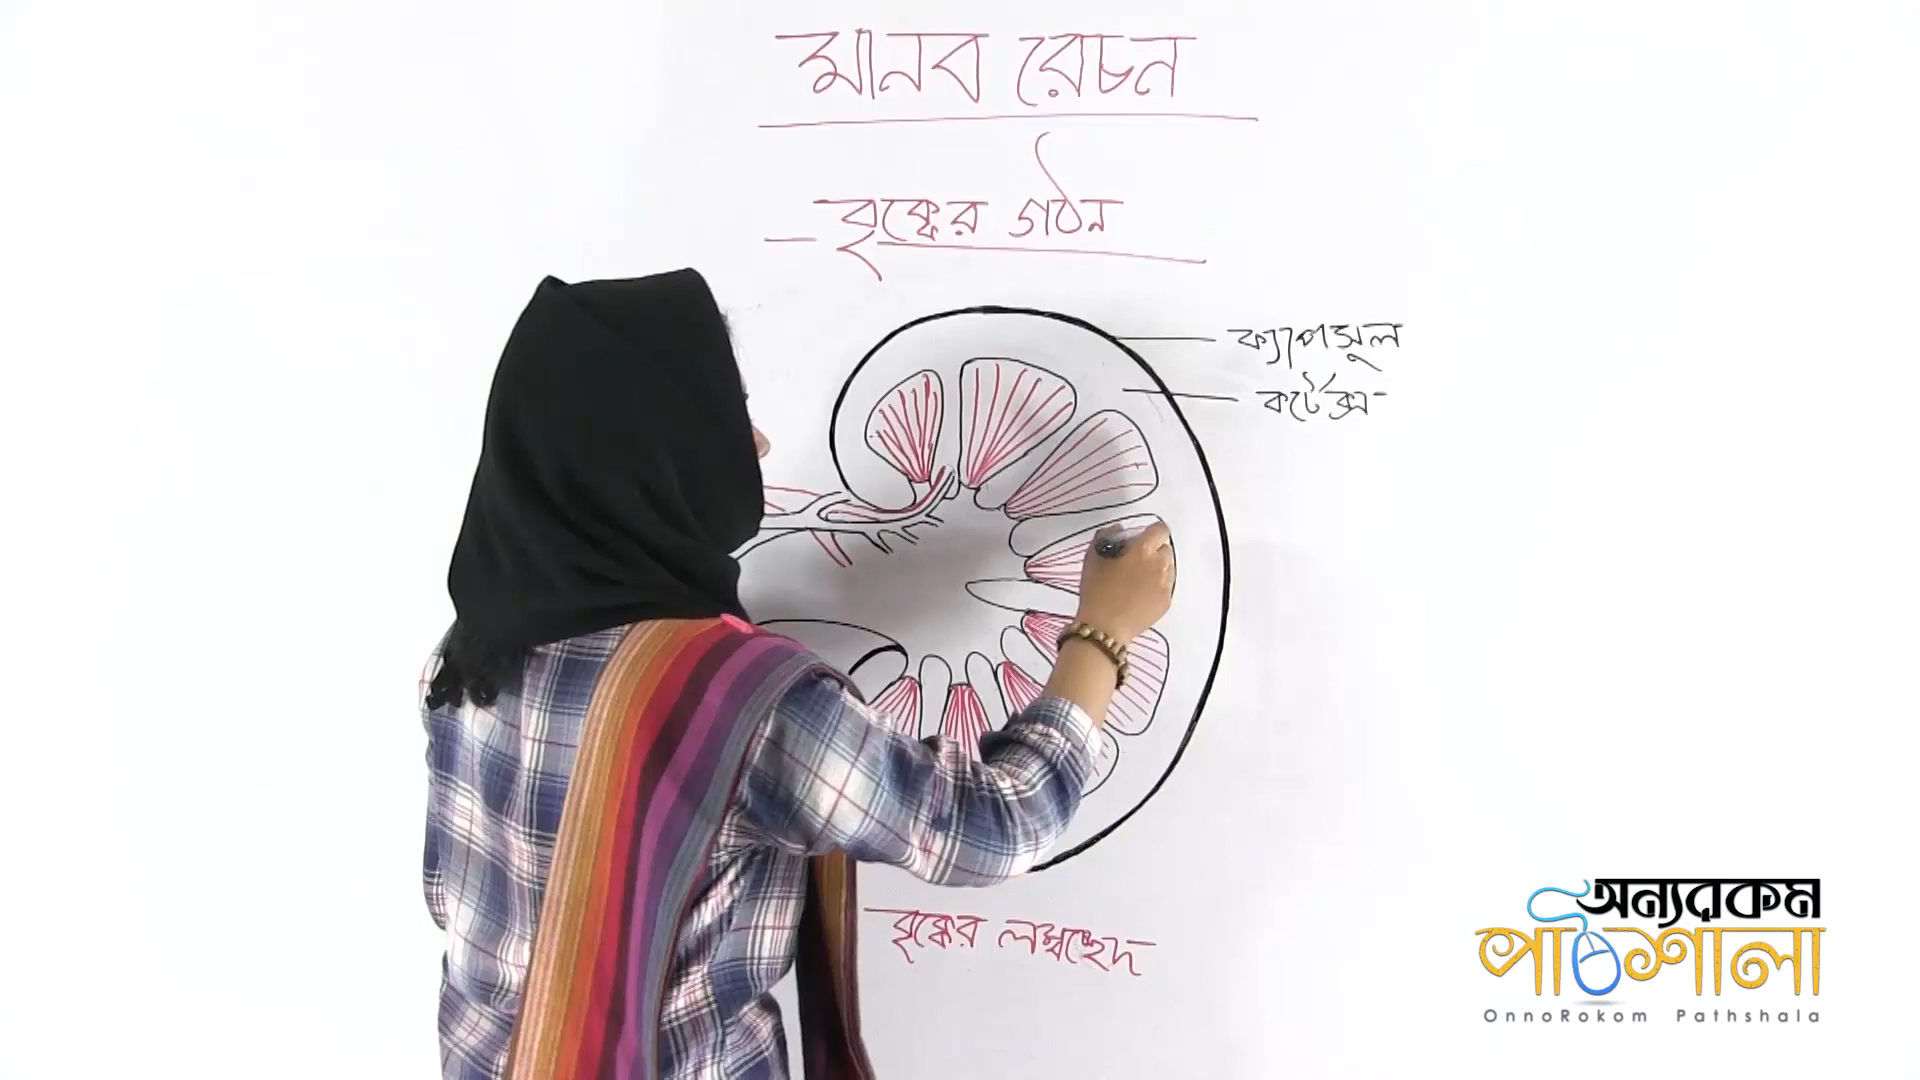 মানব রেচন
- বৃক্কের গঠন
ক্যাপসুল
কর্টেক্স
বৃক্কের লম্বচ্ছেদ
অন্যরকম
পাঠশালা
OnnoRokom Pathshala